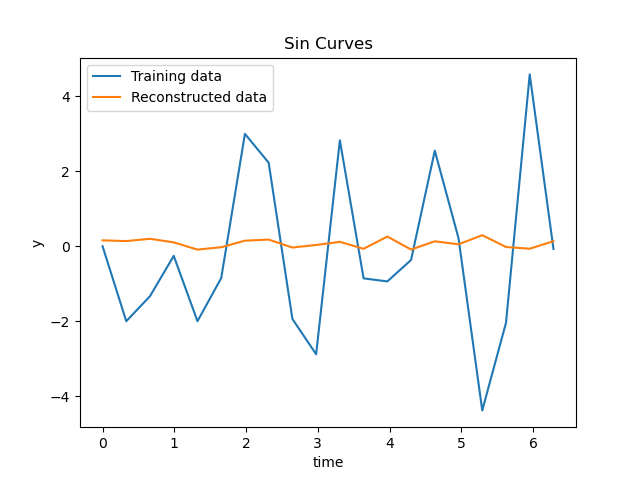 Sin Curves
Training data
Reconstructed data
4
2
0
−2
−4
y
0 1 2 3 4 5 6
time